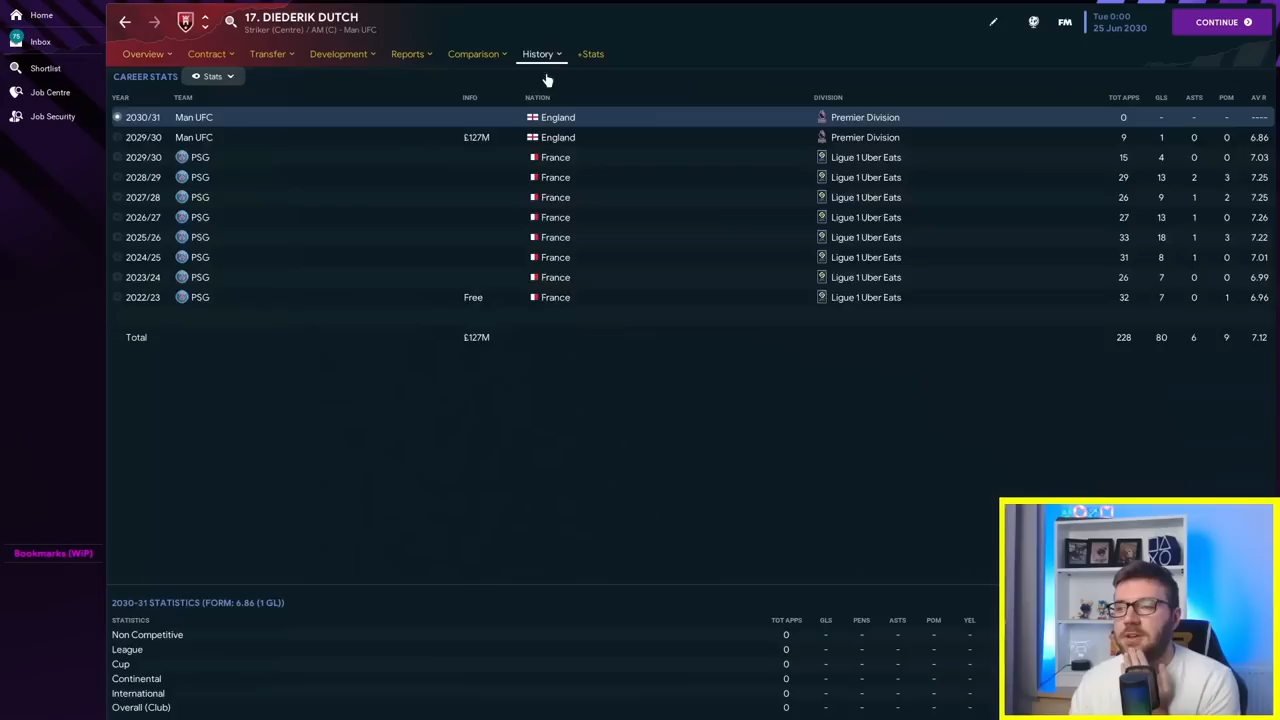 Home
75
Inbox
Shortlist
Job Centre
Job Security
Bookmarks (WiP)
17. DIEDERIK DUTCH
Striker (Centre) / AM (C) - Man UFC
FM
Tue 0:00
25 Jun 2030
CONTINUE
Overview Contract Transfer Development Reports Comparison History +Stats
CAREER STATS Stats
YEAR TEAM INFO NATION DIVISION TOT APPS GLS ASTS POM AV R
2030/31 Man UFC England Premier Division 0 - - - ----
2029/30 Man UFC £127M England Premier Division 9 1 0 0 6.86
2029/30 PSG France Ligue 1 Uber Eats 15 4 0 0 7.03
2028/29 PSG France Ligue 1 Uber Eats 29 13 2 3 7.25
2027/28 PSG France Ligue 1 Uber Eats 26 9 1 2 7.25
2026/27 PSG France Ligue 1 Uber Eats 27 13 1 0 7.26
2025/26 PSG France Ligue 1 Uber Eats 33 18 1 3 7.22
2024/25 PSG France Ligue 1 Uber Eats 31 8 1 0 7.01
2023/24 PSG France Ligue 1 Uber Eats 26 7 0 0 6.99
2022/23 PSG Free France Ligue 1 Uber Eats 32 7 0 1 6.96
Total £127M 228 80 6 9 7.12
2030-31 STATISTICS (FORM: 6.86 (1 GL))
STATISTICS TOT APPS GLS PENS ASTS POM YEL
Non Competitive 0 - - - - -
League 0 - - - - -
Cup 0 - - - - -
Continental 0 - - - - -
International 0 - - - - -
Overall (Club) 0 - - - - -